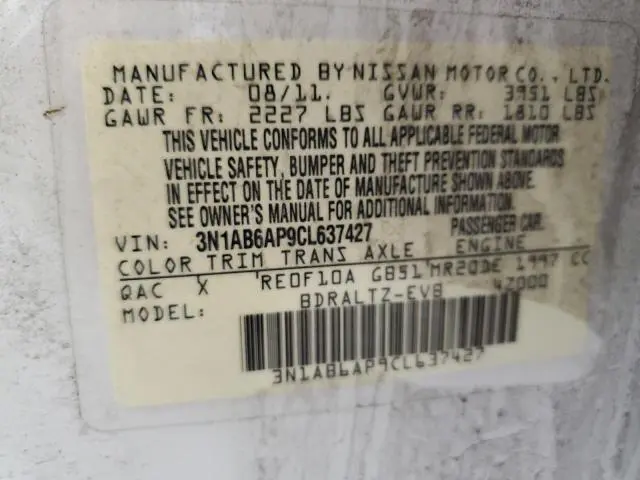 MANUFACTURED BY NISSAN MOTOR CO., LTD.
DATE: 08/11. GVWR: 3951 LBS
GAWR FR: 2227 LBS GAWR RR: 1810 LBS
THIS VEHICLE CONFORMS TO ALL APPLICABLE FEDERAL MOTOR
VEHICLE SAFETY, BUMPER AND THEFT PREVENTION STANDARDS
IN EFFECT ON THE DATE OF MANUFACTURE SHOWN ABOVE.
SEE OWNER'S MANUAL FOR ADDITIONAL INFORMATION.
VIN: 3N1AB6AP9CL637427 PASSENGER CAR.
COLOR TRIM TRANS AXLE ENGINE
QAC X RE0F10A GB51 MR20DE 1997 CC
MODEL: BDRALTZ-EVB 4Z000
3N1AB6AP9CL637427